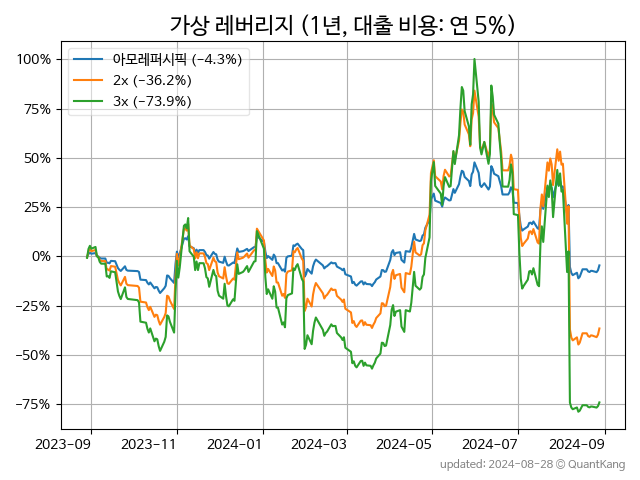 가상 레버리지 (1년, 대출 비용: 연 5%)
아모레퍼시픽 (-4.3%)
2x (-36.2%)
3x (-73.9%)
100%
75%
50%
25%
0%
-25%
-50%
-75%
2023-09 2023-11 2024-01 2024-03 2024-05 2024-07 2024-09
updated: 2024-08-28 © QuantKang